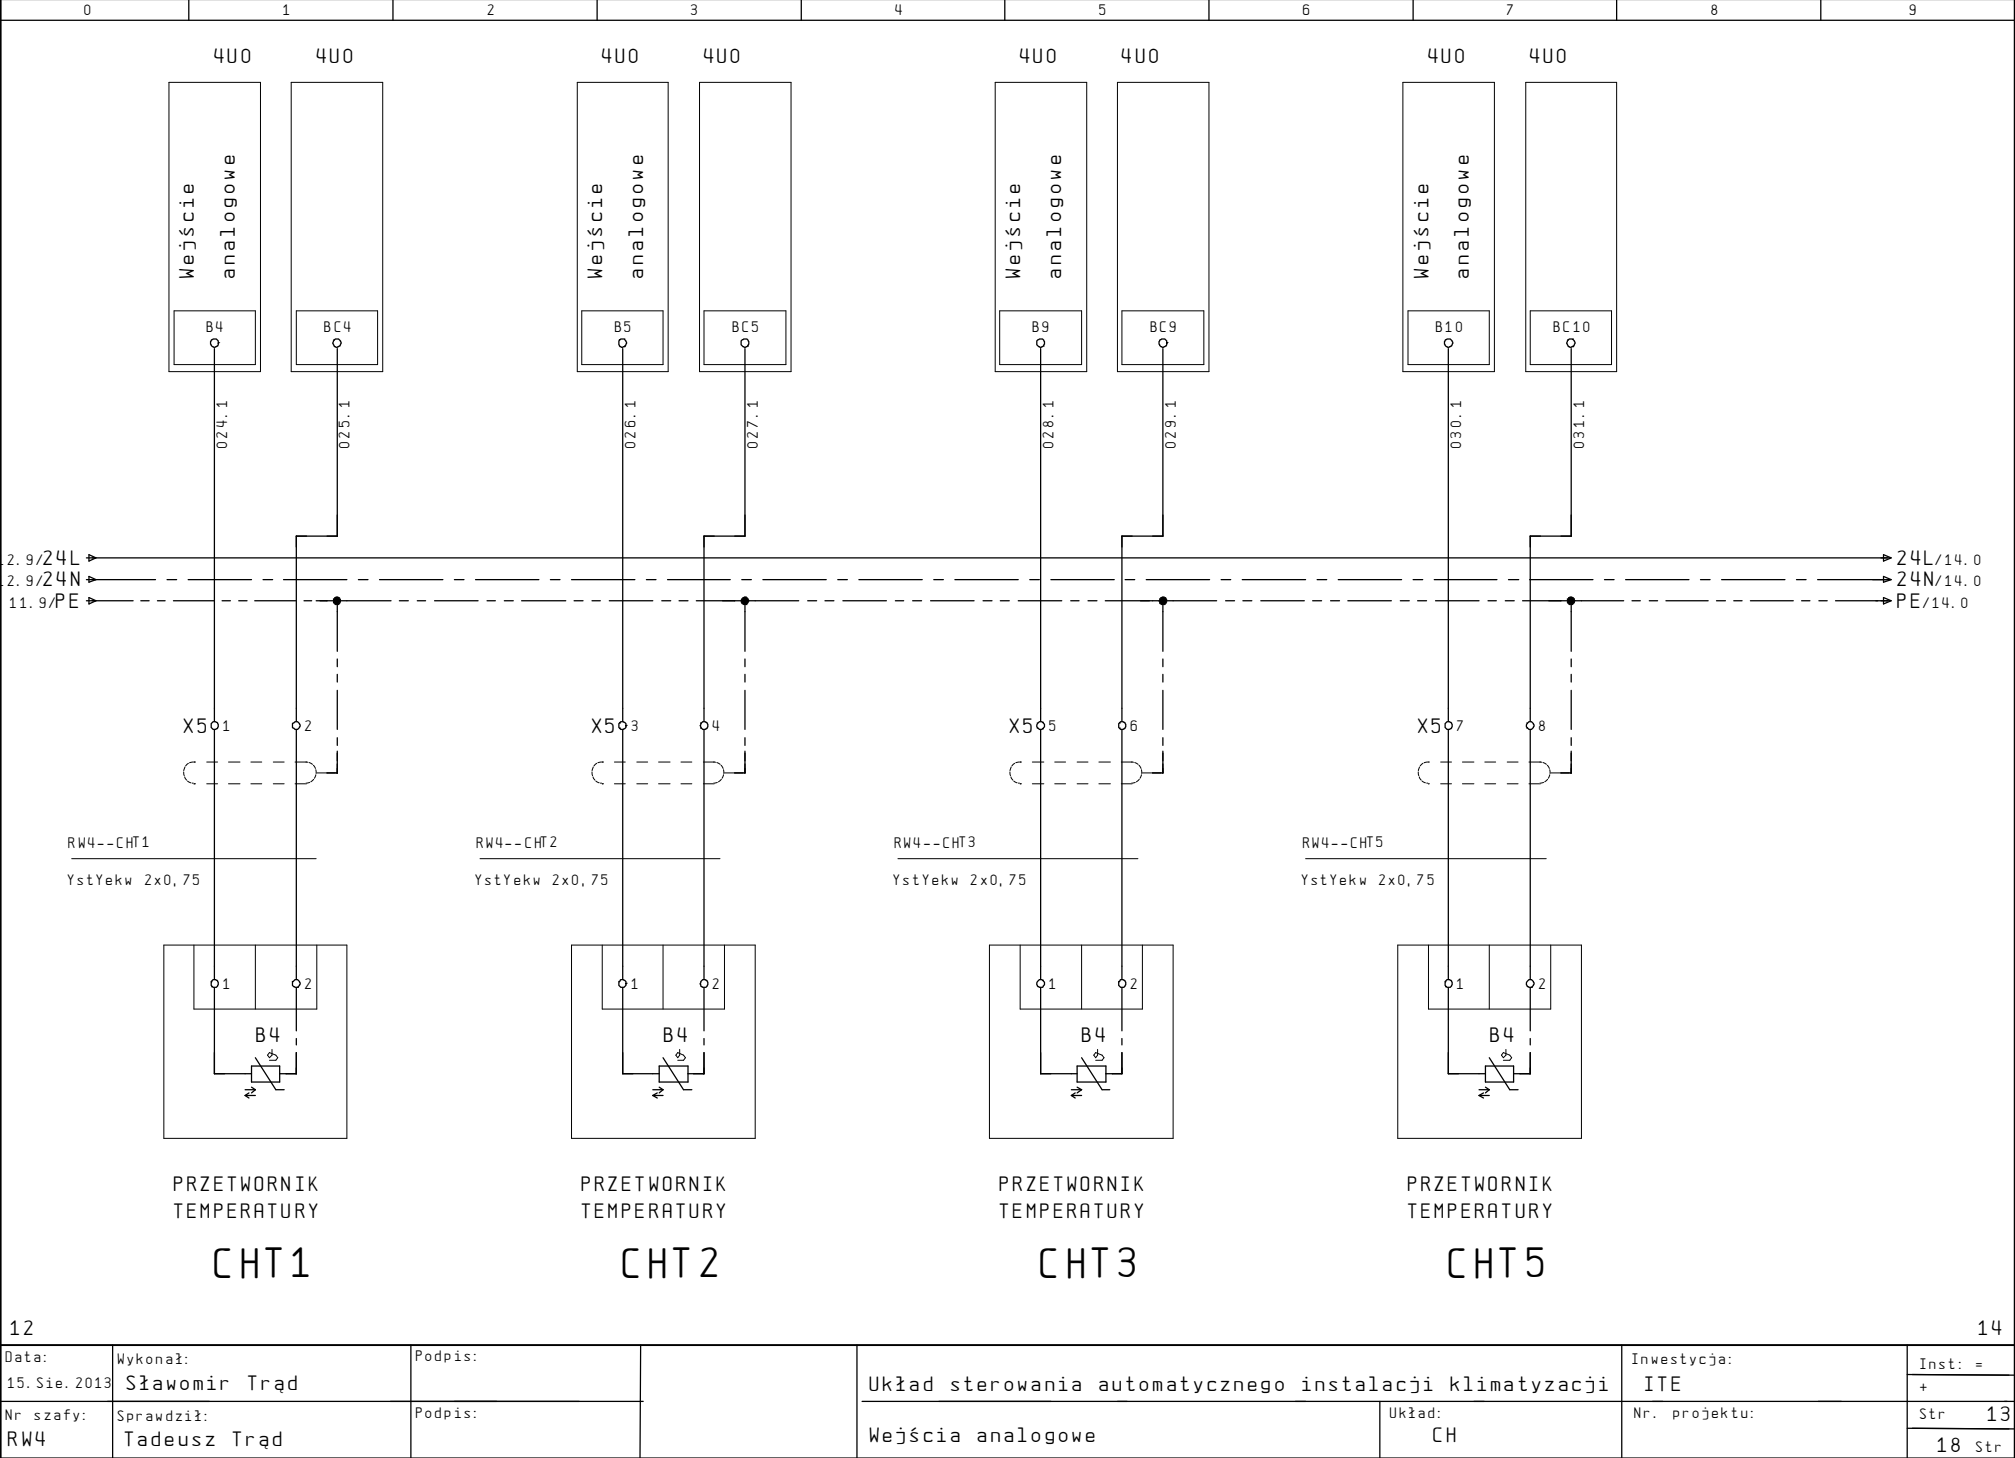 0 1 2 3 4 5 6 7 8 9
4U0 4U0 4U0 4U0 4U0 4U0 4U0 4U0
Wejście
analogowe
Wejście
analogowe
Wejście
analogowe
Wejście
analogowe
B4 BC4 B5 BC5 B9 BC9 B10 BC10
024.1 025.1 026.1 027.1 028.1 029.1 030.1 031.1
2.9/24L 24L/14.0
2.9/24N 24N/14.0
11.9/PE PE/14.0
X5 1 2 X5 3 4 X5 5 6 X5 7 8
RW4--CHT1 RW4--CHT2 RW4--CHT3 RW4--CHT5
YstYekw 2x0,75 YstYekw 2x0,75 YstYekw 2x0,75 YstYekw 2x0,75
1 2 1 2 1 2 1 2
B4 B4 B4 B4
PRZETWORNIK PRZETWORNIK PRZETWORNIK PRZETWORNIK
TEMPERATURY TEMPERATURY TEMPERATURY TEMPERATURY
CHT1 CHT2 CHT3 CHT5
12 14
Data: Wykonał: Podpis: Inwestycja: Inst: =
15.Sie.2013 Sławomir Trąd Układ sterowania automatycznego instalacji klimatyzacji ITE +
Nr szafy: Sprawdził: Podpis: Układ: Nr. projektu: Str 13
RW4 Tadeusz Trąd Wejścia analogowe CH 18 Str